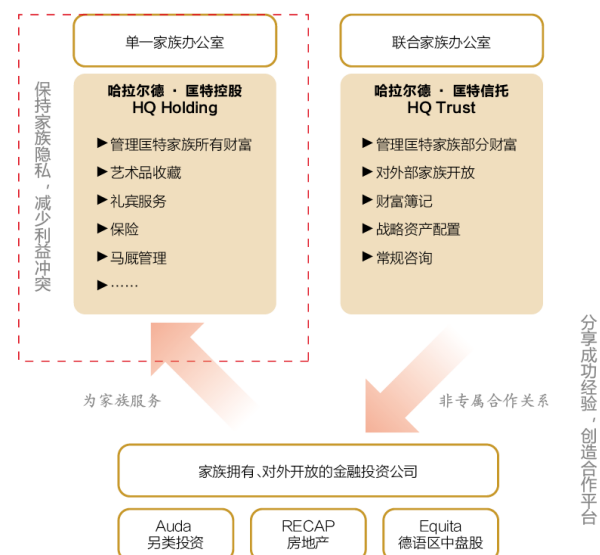 单一家族办公室
联合家族办公室
保持家族隐私，减少利益冲突
哈拉尔德 · 匡特控股
HQ Holding
▶管理匡特家族所有财富
▶艺术品收藏
▶礼宾服务
▶保险
▶马厩管理
▶……
哈拉尔德 · 匡特信托
HQ Trust
▶管理匡特家族部分财富
▶对外部家族开放
▶财富簿记
▶战略资产配置
▶常规咨询
为家族服务
非专属合作关系
分享成功经验，创造合作平台
家族拥有、对外开放的金融投资公司
Auda
另类投资
RECAP
房地产
Equita
德语区中盘股